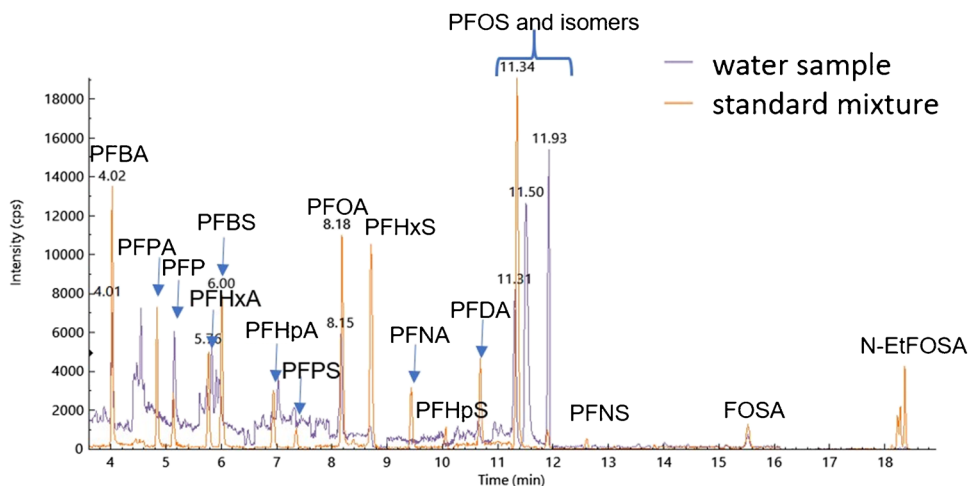 PFOS and isomers
water sample
standard mixture
11.34
18000
16000
14000
12000
10000
8000
6000
4000
2000
0
Intensity (cps)
PFBA
4.02
4.01
PFPA
PFP
PFHxA
5.76
PFBS
6.00
PFHpA
PFPS
PFOA
8.18
8.15
PFHxS
PFNA
PFHpS
PFDA
11.31
11.50
11.93
PFNS
FOSA
N-EtFOSA
4 5 6 7 8 9 10 11 12 13 14 15 16 17 18
Time (min)